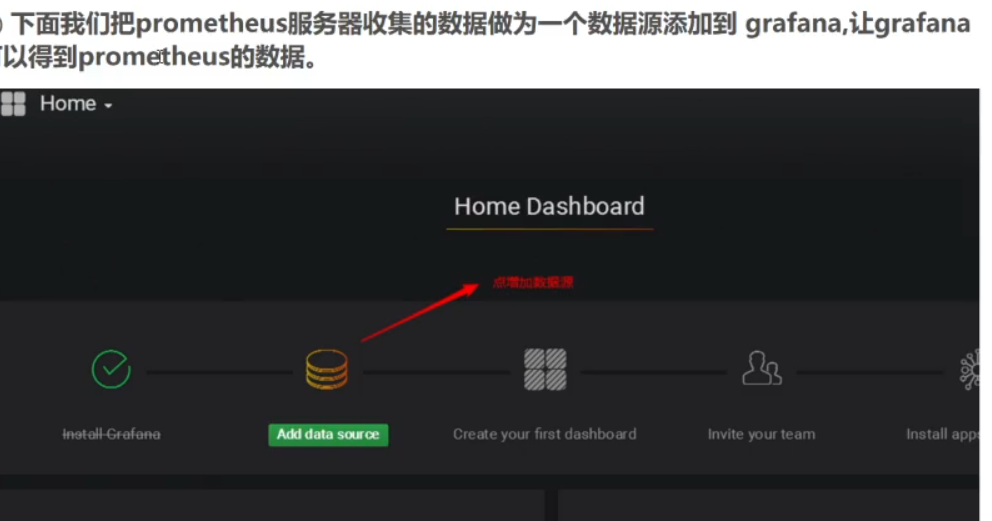 下面我们把prometheus服务器收集的数据做为一个数据源添加到 grafana,让grafana
以得到prometheus的数据。
Home
Home Dashboard
点增加数据源
Install Grafana
Add data source
Create your first dashboard
Invite your team
Install apps